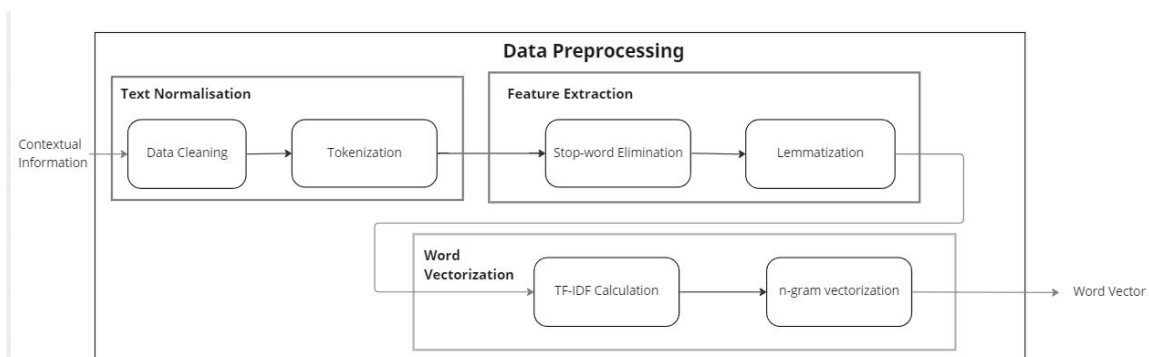 Data Preprocessing
Text Normalisation
Feature Extraction
Contextual
Information
Data Cleaning
Tokenization
Stop-word Elimination
Lemmatization
Word
Vectorization
TF-IDF Calculation
n-gram vectorization
Word Vector